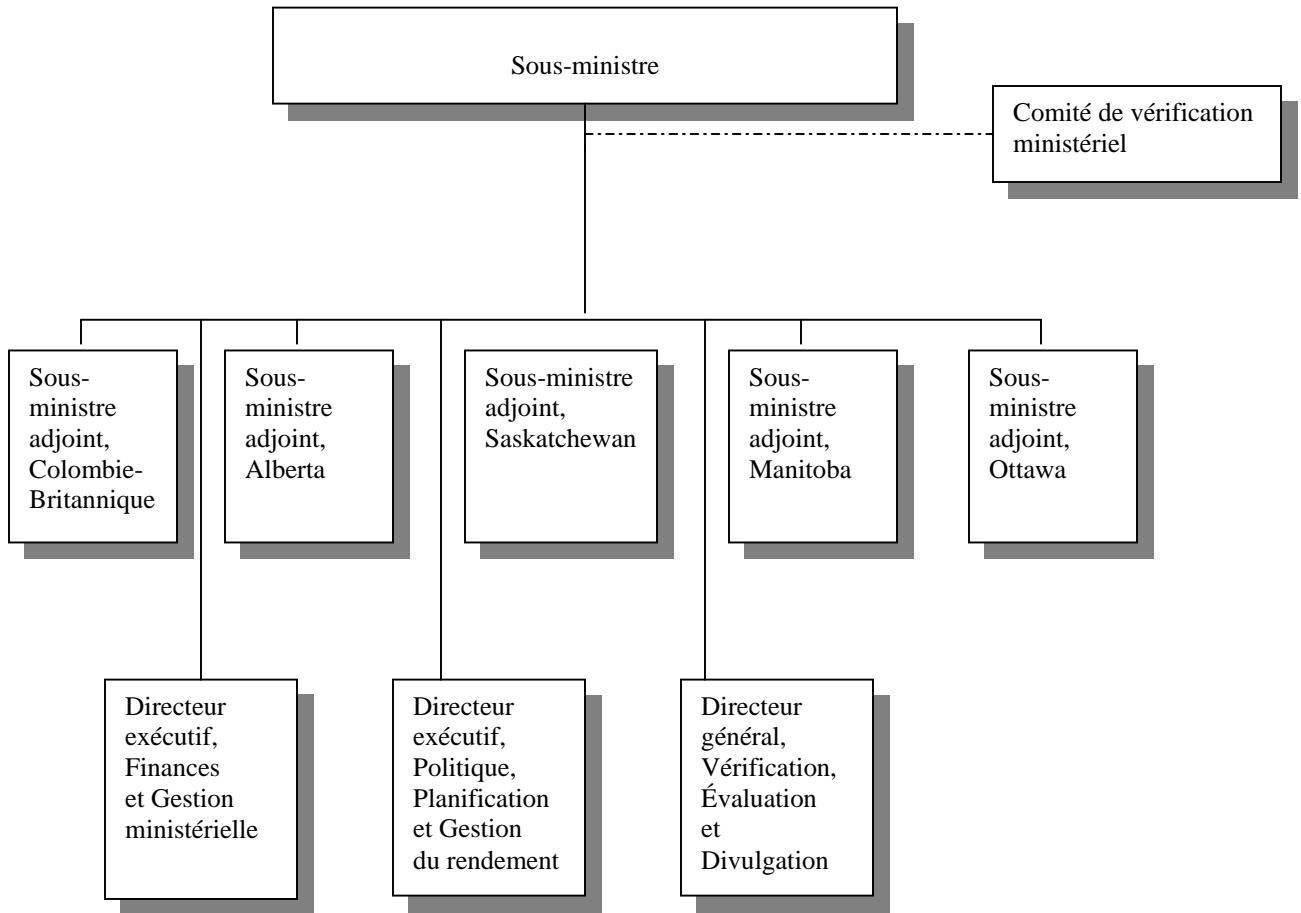 Sous-ministre
Comité de vérification
ministériel
Sous-
ministre
adjoint,
Colombie-
Britannique
Sous-
ministre
adjoint,
Alberta
Sous-ministre
adjoint,
Saskatchewan
Sous-
ministre
adjoint,
Manitoba
Sous-
ministre
adjoint,
Ottawa
Directeur
exécutif,
Finances
et Gestion
ministérielle
Directeur
exécutif,
Politique,
Planification
et Gestion
du rendement
Directeur
général,
Vérification,
Évaluation
et
Divulgation